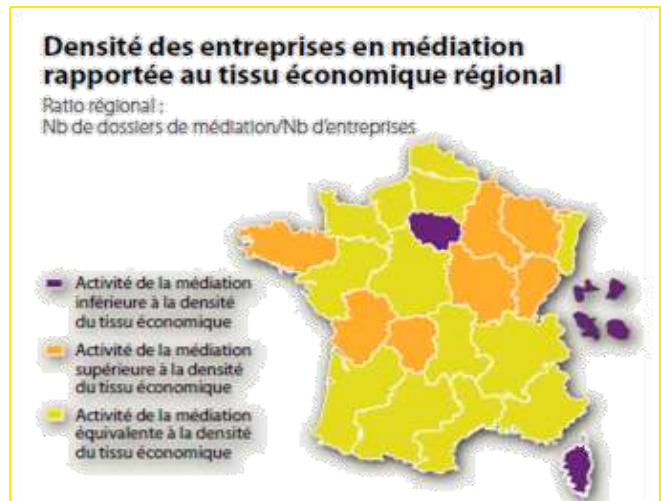 Densité des entreprises en médiation
rapportée au tissu économique régional
Ratio régional :
Nb de dossiers de médiation/Nb d'entreprises
Activité de la médiation
inférieure à la densité
du tissu économique
Activité de la médiation
supérieure à la densité
du tissu économique
Activité de la médiation
équivalente à la densité
du tissu économique